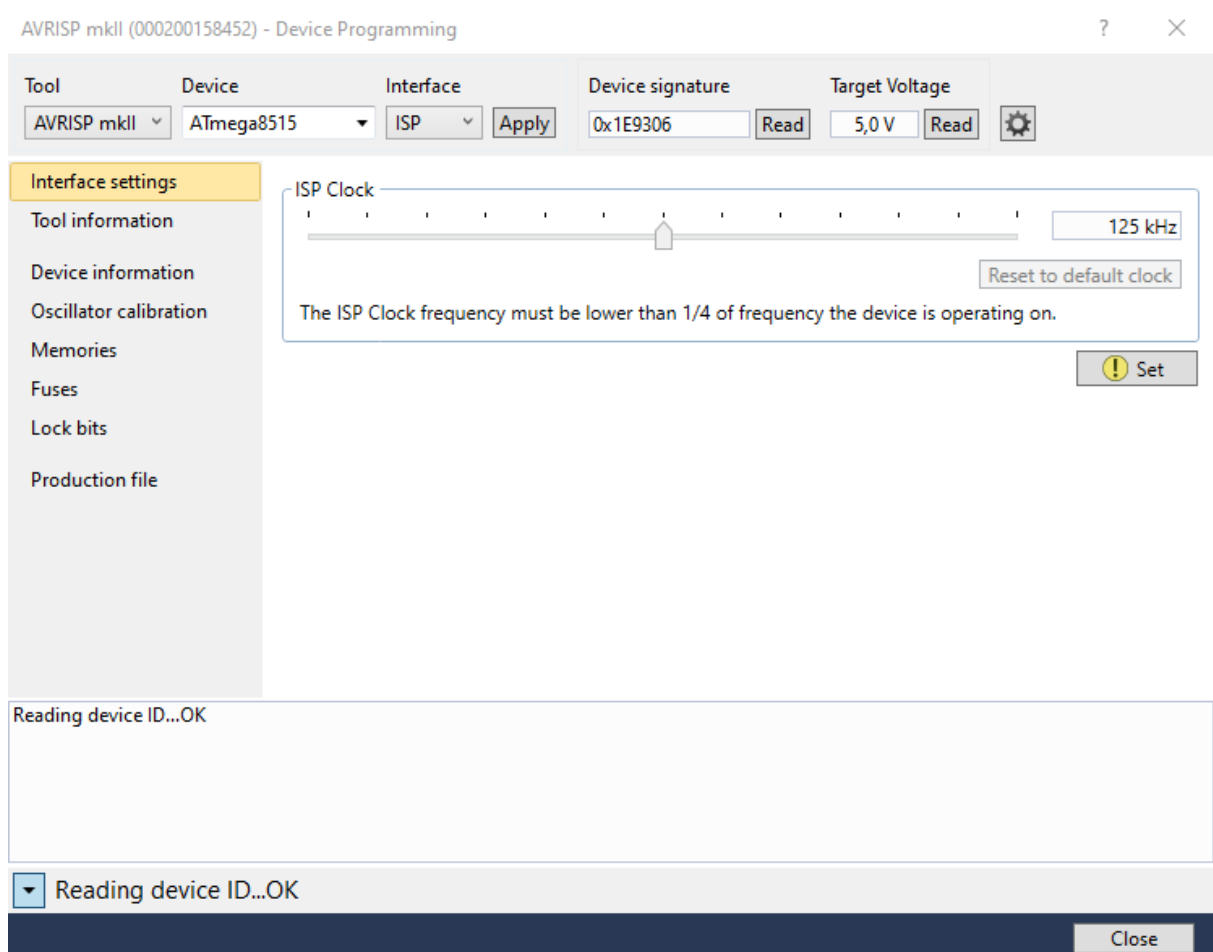 AVRISP mkII (000200158452) - Device Programming ? ×
Tool Device Interface Device signature Target Voltage
AVRISP mkII ATmega8515 ISP Apply 0x1E9306 Read 5,0 V Read
Interface settings
Tool information
Device information
Oscillator calibration
Memories
Fuses
Lock bits
Production file
ISP Clock
125 kHz
Reset to default clock
The ISP Clock frequency must be lower than 1/4 of frequency the device is operating on.
! Set
Reading device ID...OK
Reading device ID...OK
Close